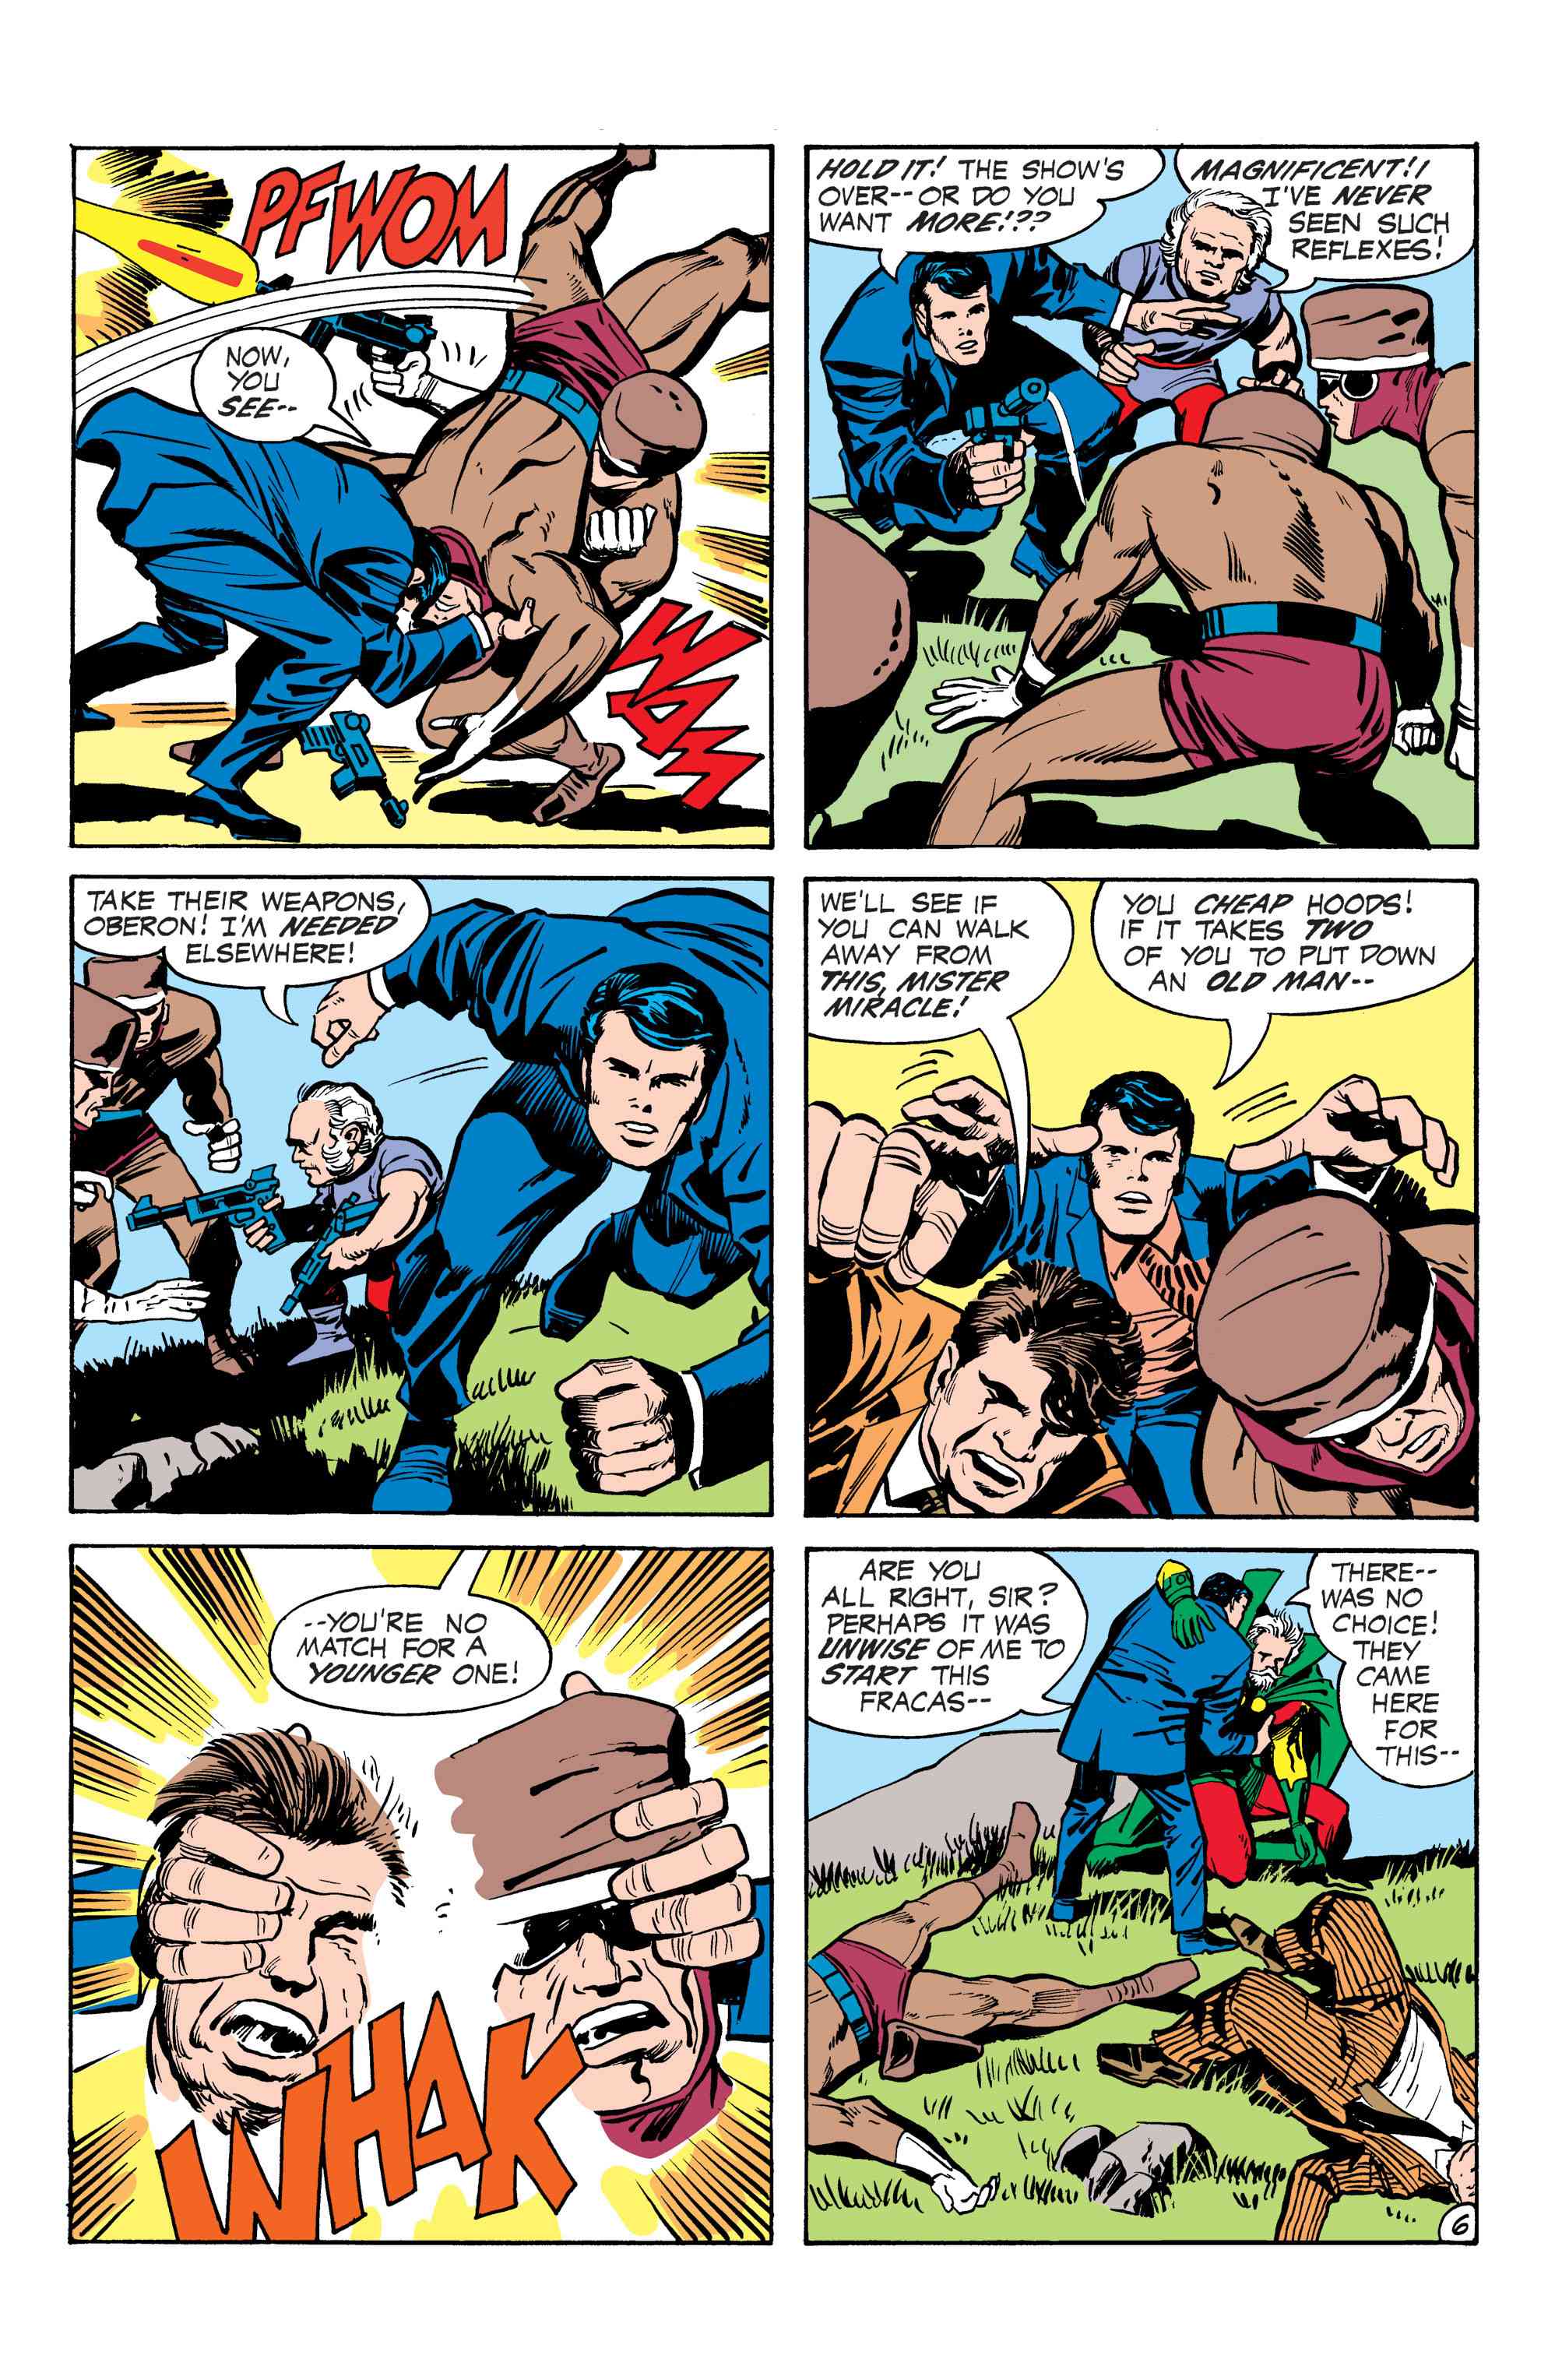 PFWOM
NOW,
YOU
SEE--
WAM
HOLD IT! THE SHOW'S
OVER--OR DO YOU
WANT MORE!??
MAGNIFICENT!!
I'VE NEVER
SEEN SUCH
REFLEXES!
TAKE THEIR WEAPONS,
OBERON! I'M NEEDED
ELSEWHERE!
WE'LL SEE IF
YOU CAN WALK
AWAY FROM
THIS, MISTER
MIRACLE!
YOU CHEAP HOODS!
IF IT TAKES TWO
OF YOU TO PUT DOWN
AN OLD MAN--
--YOU'RE NO
MATCH FOR A
YOUNGER ONE!
WHAK
ARE YOU
ALL RIGHT, SIR?
PERHAPS IT WAS
UNWISE OF ME TO
START THIS
FRACAS--
THERE--
WAS NO
CHOICE!
THEY
CAME
HERE
FOR
THIS--
6